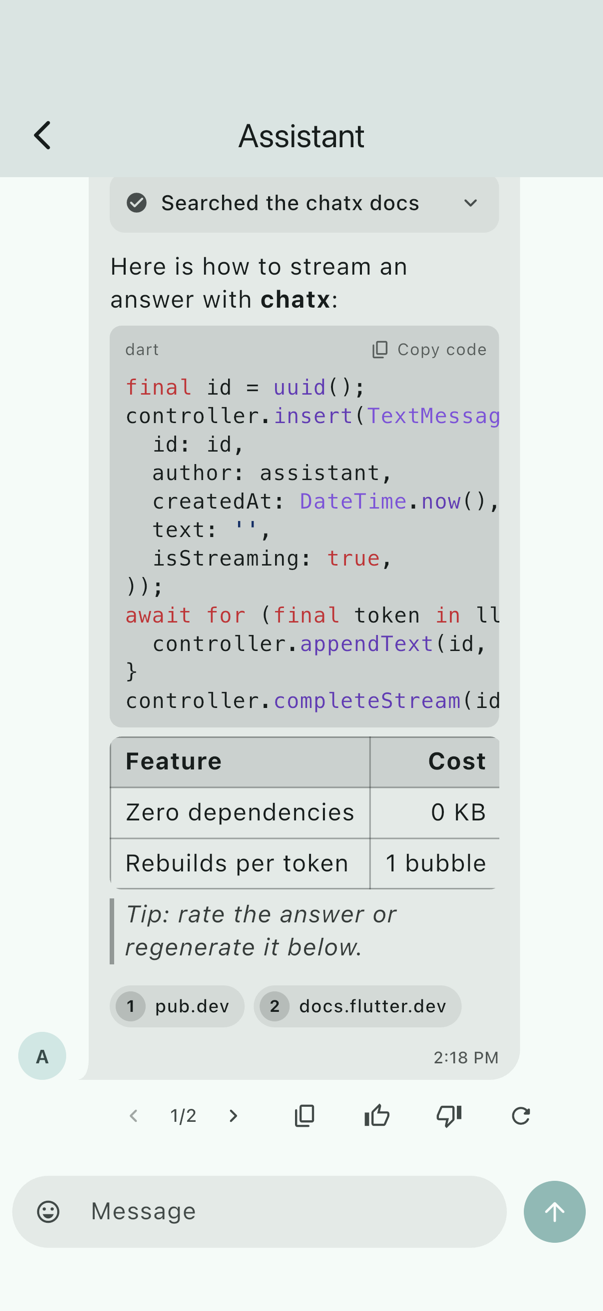 Assistant
Searched the chatx docs
Here is how to stream an
answer with chatx:
dart
Copy code
final id = uuid();
controller.insert(TextMessag
  id: id,
  author: assistant,
  createdAt: DateTime.now(),
  text: '',
  isStreaming: true,
));
await for (final token in ll
  controller.appendText(id,
}
controller.completeStream(id
Feature Cost
Zero dependencies 0 KB
Rebuilds per token 1 bubble
Tip: rate the answer or
regenerate it below.
1 pub.dev 2 docs.flutter.dev
A
2:18 PM
1/2
Message